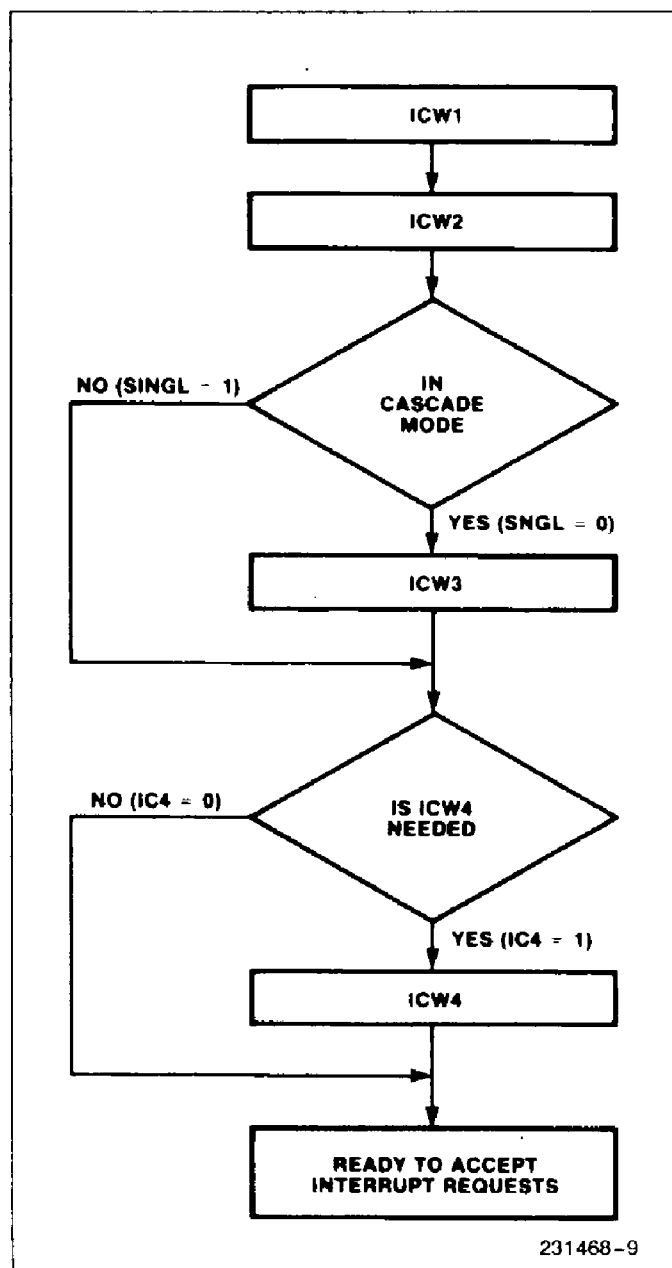 ICW1
ICW2
IN
CASCADE
MODE
NO (SINGL - 1)
YES (SNGL = 0)
ICW3
IS ICW4
NEEDED
NO (IC4 = 0)
YES (IC4 = 1)
ICW4
READY TO ACCEPT
INTERRUPT REQUESTS
231468-9